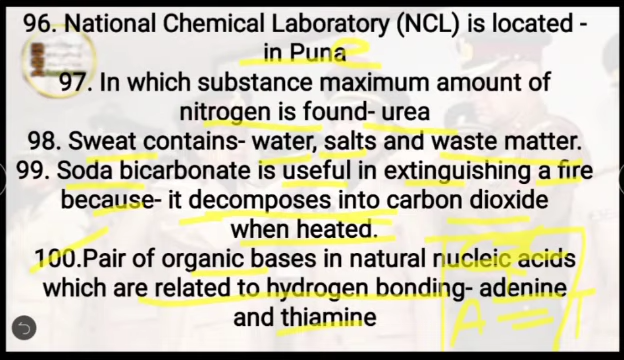 96. National Chemical Laboratory (NCL) is located -
in Puna
e
97. In which substance maximum amount of
nitrogen is found- urea
98. Sweat contains- water, salts and waste matter.
99. Soda bicarbonate is useful in extinguishing a fire
because- it decomposes into carbon dioxide
when heated.
100.Pair of organic bases in natural nucleic acids
which are related to hydrogen bonding- adenine
and thiamine
A = T